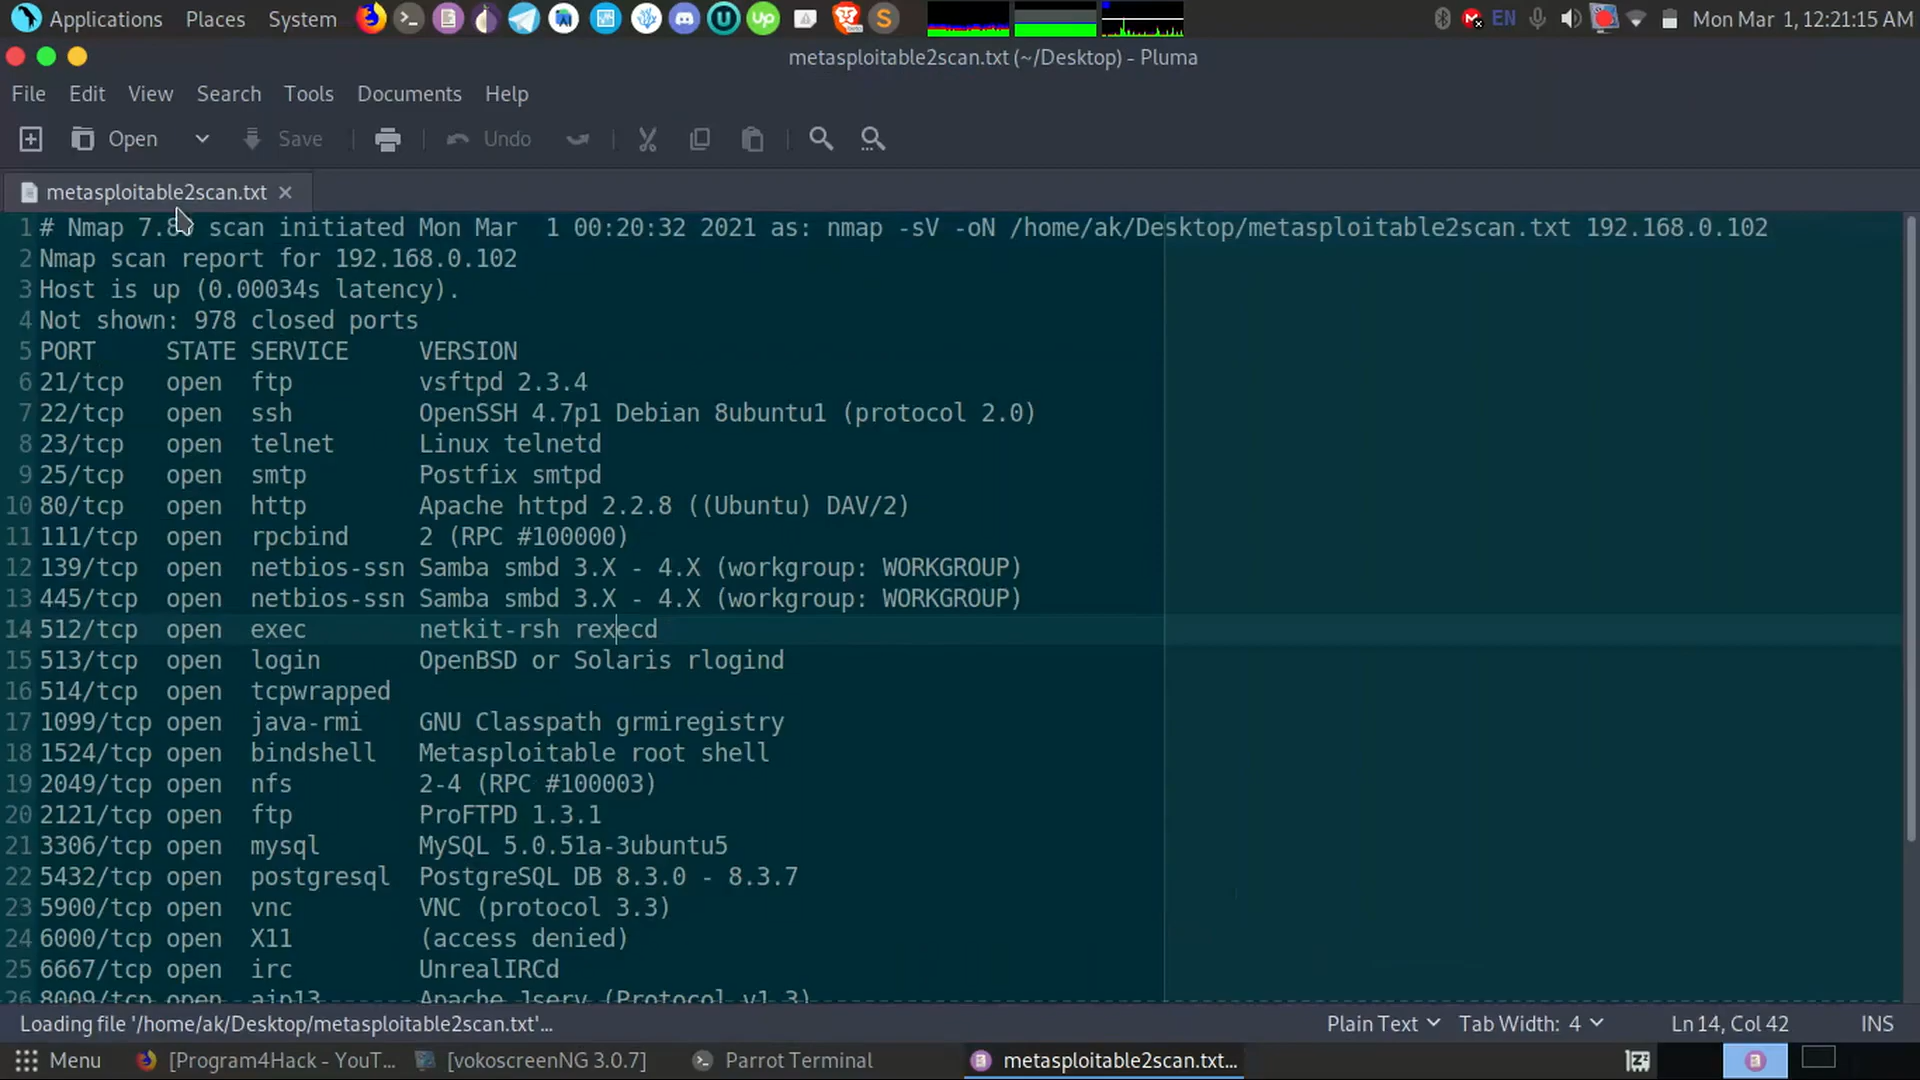 Applications Places System EN Mon Mar 1, 12:21:15 AM
metasploitable2scan.txt (~/Desktop) - Pluma
File Edit View Search Tools Documents Help
Open Save Undo
metasploitable2scan.txt
1 # Nmap 7.8 scan initiated Mon Mar 1 00:20:32 2021 as: nmap -sV -oN /home/ak/Desktop/metasploitable2scan.txt 192.168.0.102
2 Nmap scan report for 192.168.0.102
3 Host is up (0.00034s latency).
4 Not shown: 978 closed ports
5 PORT STATE SERVICE VERSION
6 21/tcp open ftp vsftpd 2.3.4
7 22/tcp open ssh OpenSSH 4.7p1 Debian 8ubuntu1 (protocol 2.0)
8 23/tcp open telnet Linux telnetd
9 25/tcp open smtp Postfix smtpd
10 80/tcp open http Apache httpd 2.2.8 ((Ubuntu) DAV/2)
11 111/tcp open rpcbind 2 (RPC #100000)
12 139/tcp open netbios-ssn Samba smbd 3.X - 4.X (workgroup: WORKGROUP)
13 445/tcp open netbios-ssn Samba smbd 3.X - 4.X (workgroup: WORKGROUP)
14 512/tcp open exec netkit-rsh rexecd
15 513/tcp open login OpenBSD or Solaris rlogind
16 514/tcp open tcpwrapped
17 1099/tcp open java-rmi GNU Classpath grmiregistry
18 1524/tcp open bindshell Metasploitable root shell
19 2049/tcp open nfs 2-4 (RPC #100003)
20 2121/tcp open ftp ProFTPD 1.3.1
21 3306/tcp open mysql MySQL 5.0.51a-3ubuntu5
22 5432/tcp open postgresql PostgreSQL DB 8.3.0 - 8.3.7
23 5900/tcp open vnc VNC (protocol 3.3)
24 6000/tcp open X11 (access denied)
25 6667/tcp open irc UnrealIRCd
26 8009/tcp open ajp13 Apache Jserv (Protocol v1.3)
Loading file '/home/ak/Desktop/metasploitable2scan.txt'... Plain Text Tab Width: 4 Ln 14, Col 42 INS
Menu [Program4Hack - YouT... [vokoscreenNG 3.0.7] Parrot Terminal metasploitable2scan.txt...